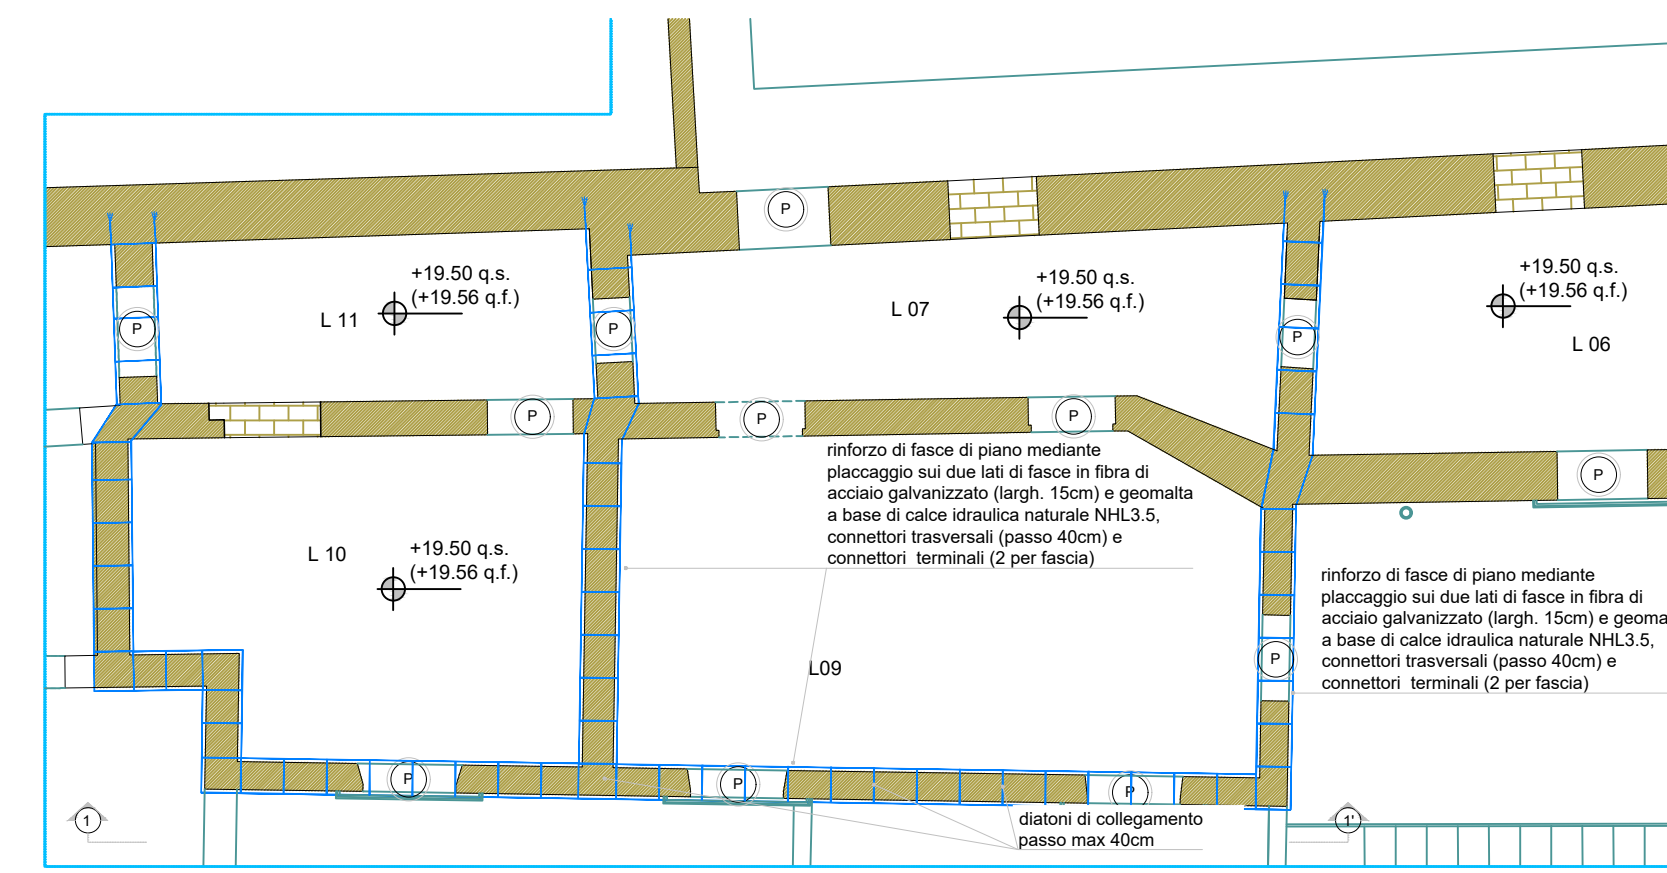 P
+19.50 q.s.
(+19.56 q.f.)
L 11
P
P
+19.50 q.s.
(+19.56 q.f.)
L 07
P
+19.50 q.s.
(+19.56 q.f.)
L 06
P
P
P
P
P
rinforzo di fasce di piano mediante
placcaggio sui due lati di fasce in fibra di
acciaio galvanizzato (largh. 15cm) e geomalta
a base di calce idraulica naturale NHL3.5,
connettori trasversali (passo 40cm) e
connettori terminali (2 per fascia)
L 10
+19.50 q.s.
(+19.56 q.f.)
rinforzo di fasce di piano mediante
placcaggio sui due lati di fasce in fibra di
acciaio galvanizzato (largh. 15cm) e geoma
a base di calce idraulica naturale NHL3.5,
connettori trasversali (passo 40cm) e
connettori terminali (2 per fascia)
L09
P
P
P
P
1
diatoni di collegamento
passo max 40cm
1'